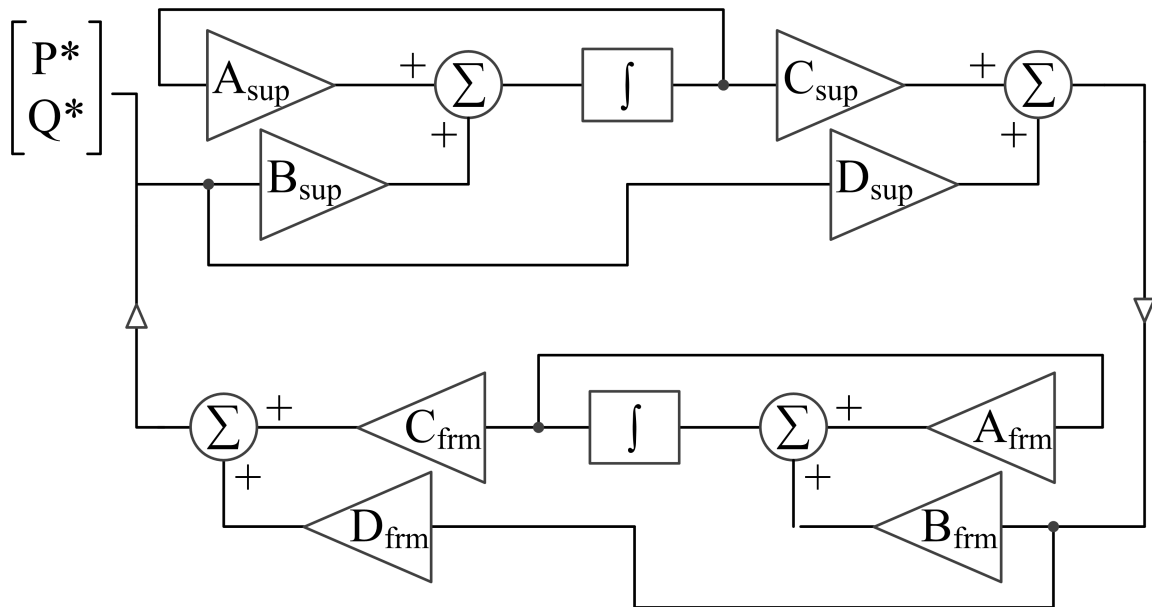 P*
Q*
A_sup
+
∑
∫
C_sup
+
∑
B_sup
+
D_sup
+
∑
+
C_frm
∫
∑
+
A_frm
+
D_frm
+
B_frm